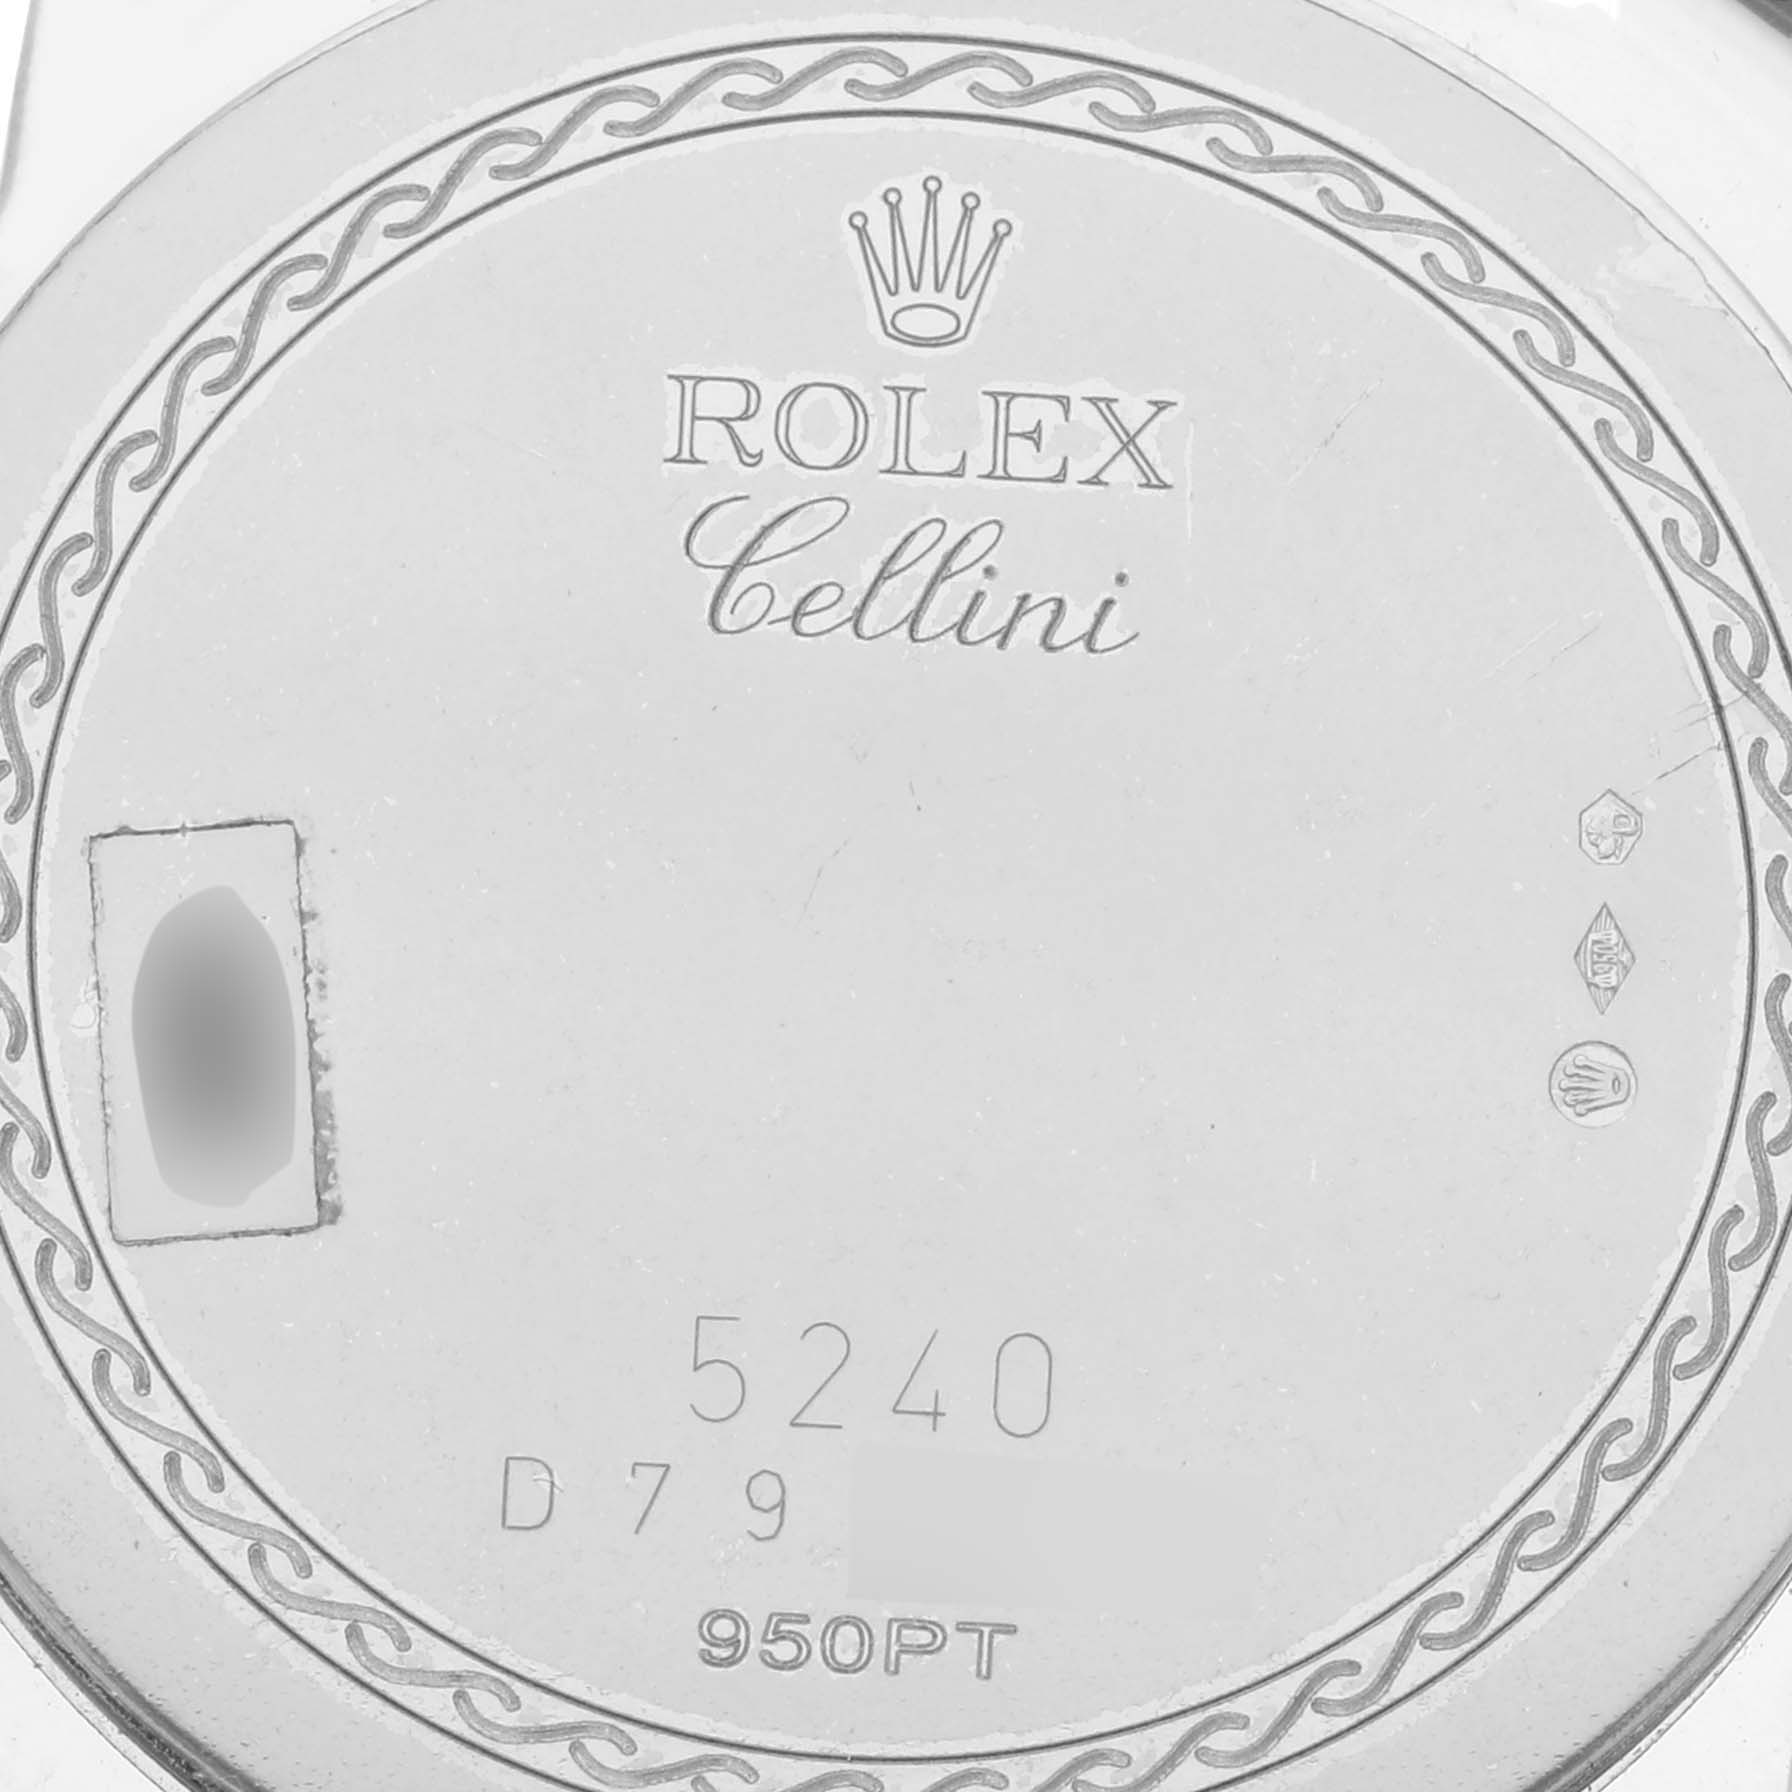 ROLEX
Cellini
5240
D79
950PT